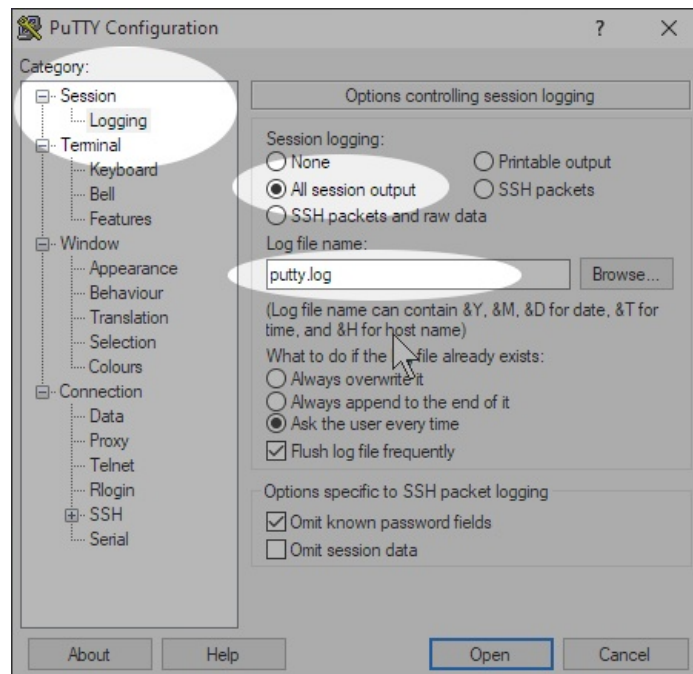 PuTTY Configuration
?
Category:
Session
Logging
Terminal
Keyboard
Bell
Features
Window
Appearance
Behaviour
Translation
Selection
Colours
Connection
Data
Proxy
Telnet
Rlogin
SSH
Serial
Options controlling session logging
Session logging:
None
Printable output
All session output
SSH packets
SSH packets and raw data
Log file name:
putty.log
Browse...
(Log file name can contain &Y, &M, &D for date, &T for
time, and &H for host name)
What to do if the file already exists:
Always overwrite it
Always append to the end of it
Ask the user every time
Flush log file frequently
Options specific to SSH packet logging
Omit known password fields
Omit session data
About
Help
Open
Cancel